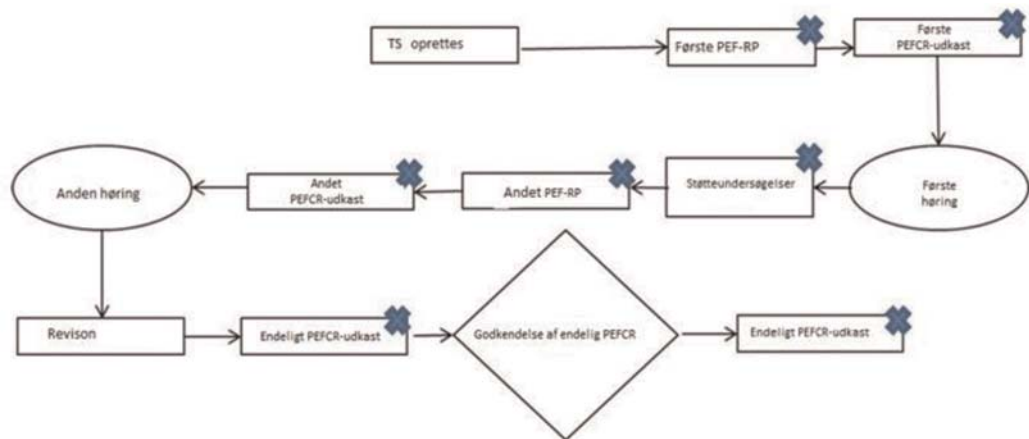 TS oprettes
Første PEF-RP
Første
PEFCR-udkast
Første
høring
Støtteundersøgelser
Andet PEF-RP
Andet
PEFCR-udkast
Anden høring
Revison
Endeligt PEFCR-udkast
Godkendelse af endelig PEFCR
Endeligt PEFCR-udkast